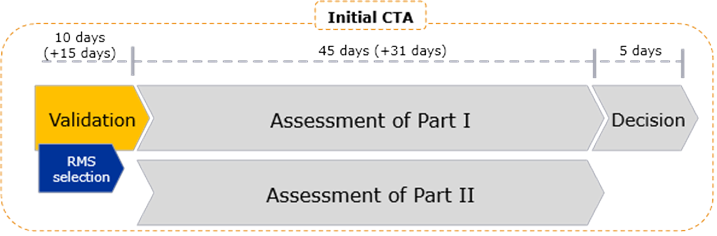 Initial CTA
10 days
(+15 days)
45 days (+31 days)
5 days
Validation
Assessment of Part I
Decision
RMS
selection
Assessment of Part II